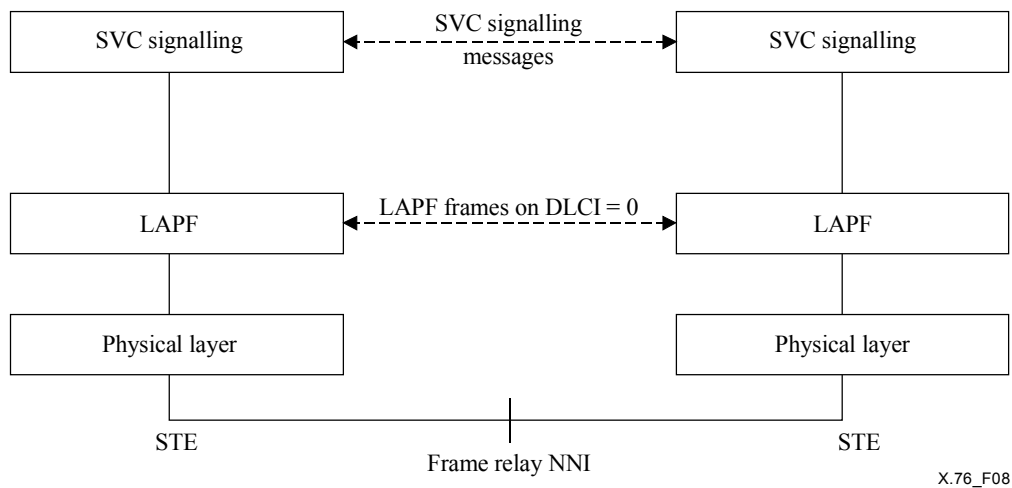 SVC signalling
SVC signalling
messages
SVC signalling
LAPF
LAPF frames on DLCI = 0
LAPF
Physical layer
Physical layer
STE
STE
Frame relay NNI
X.76_F08